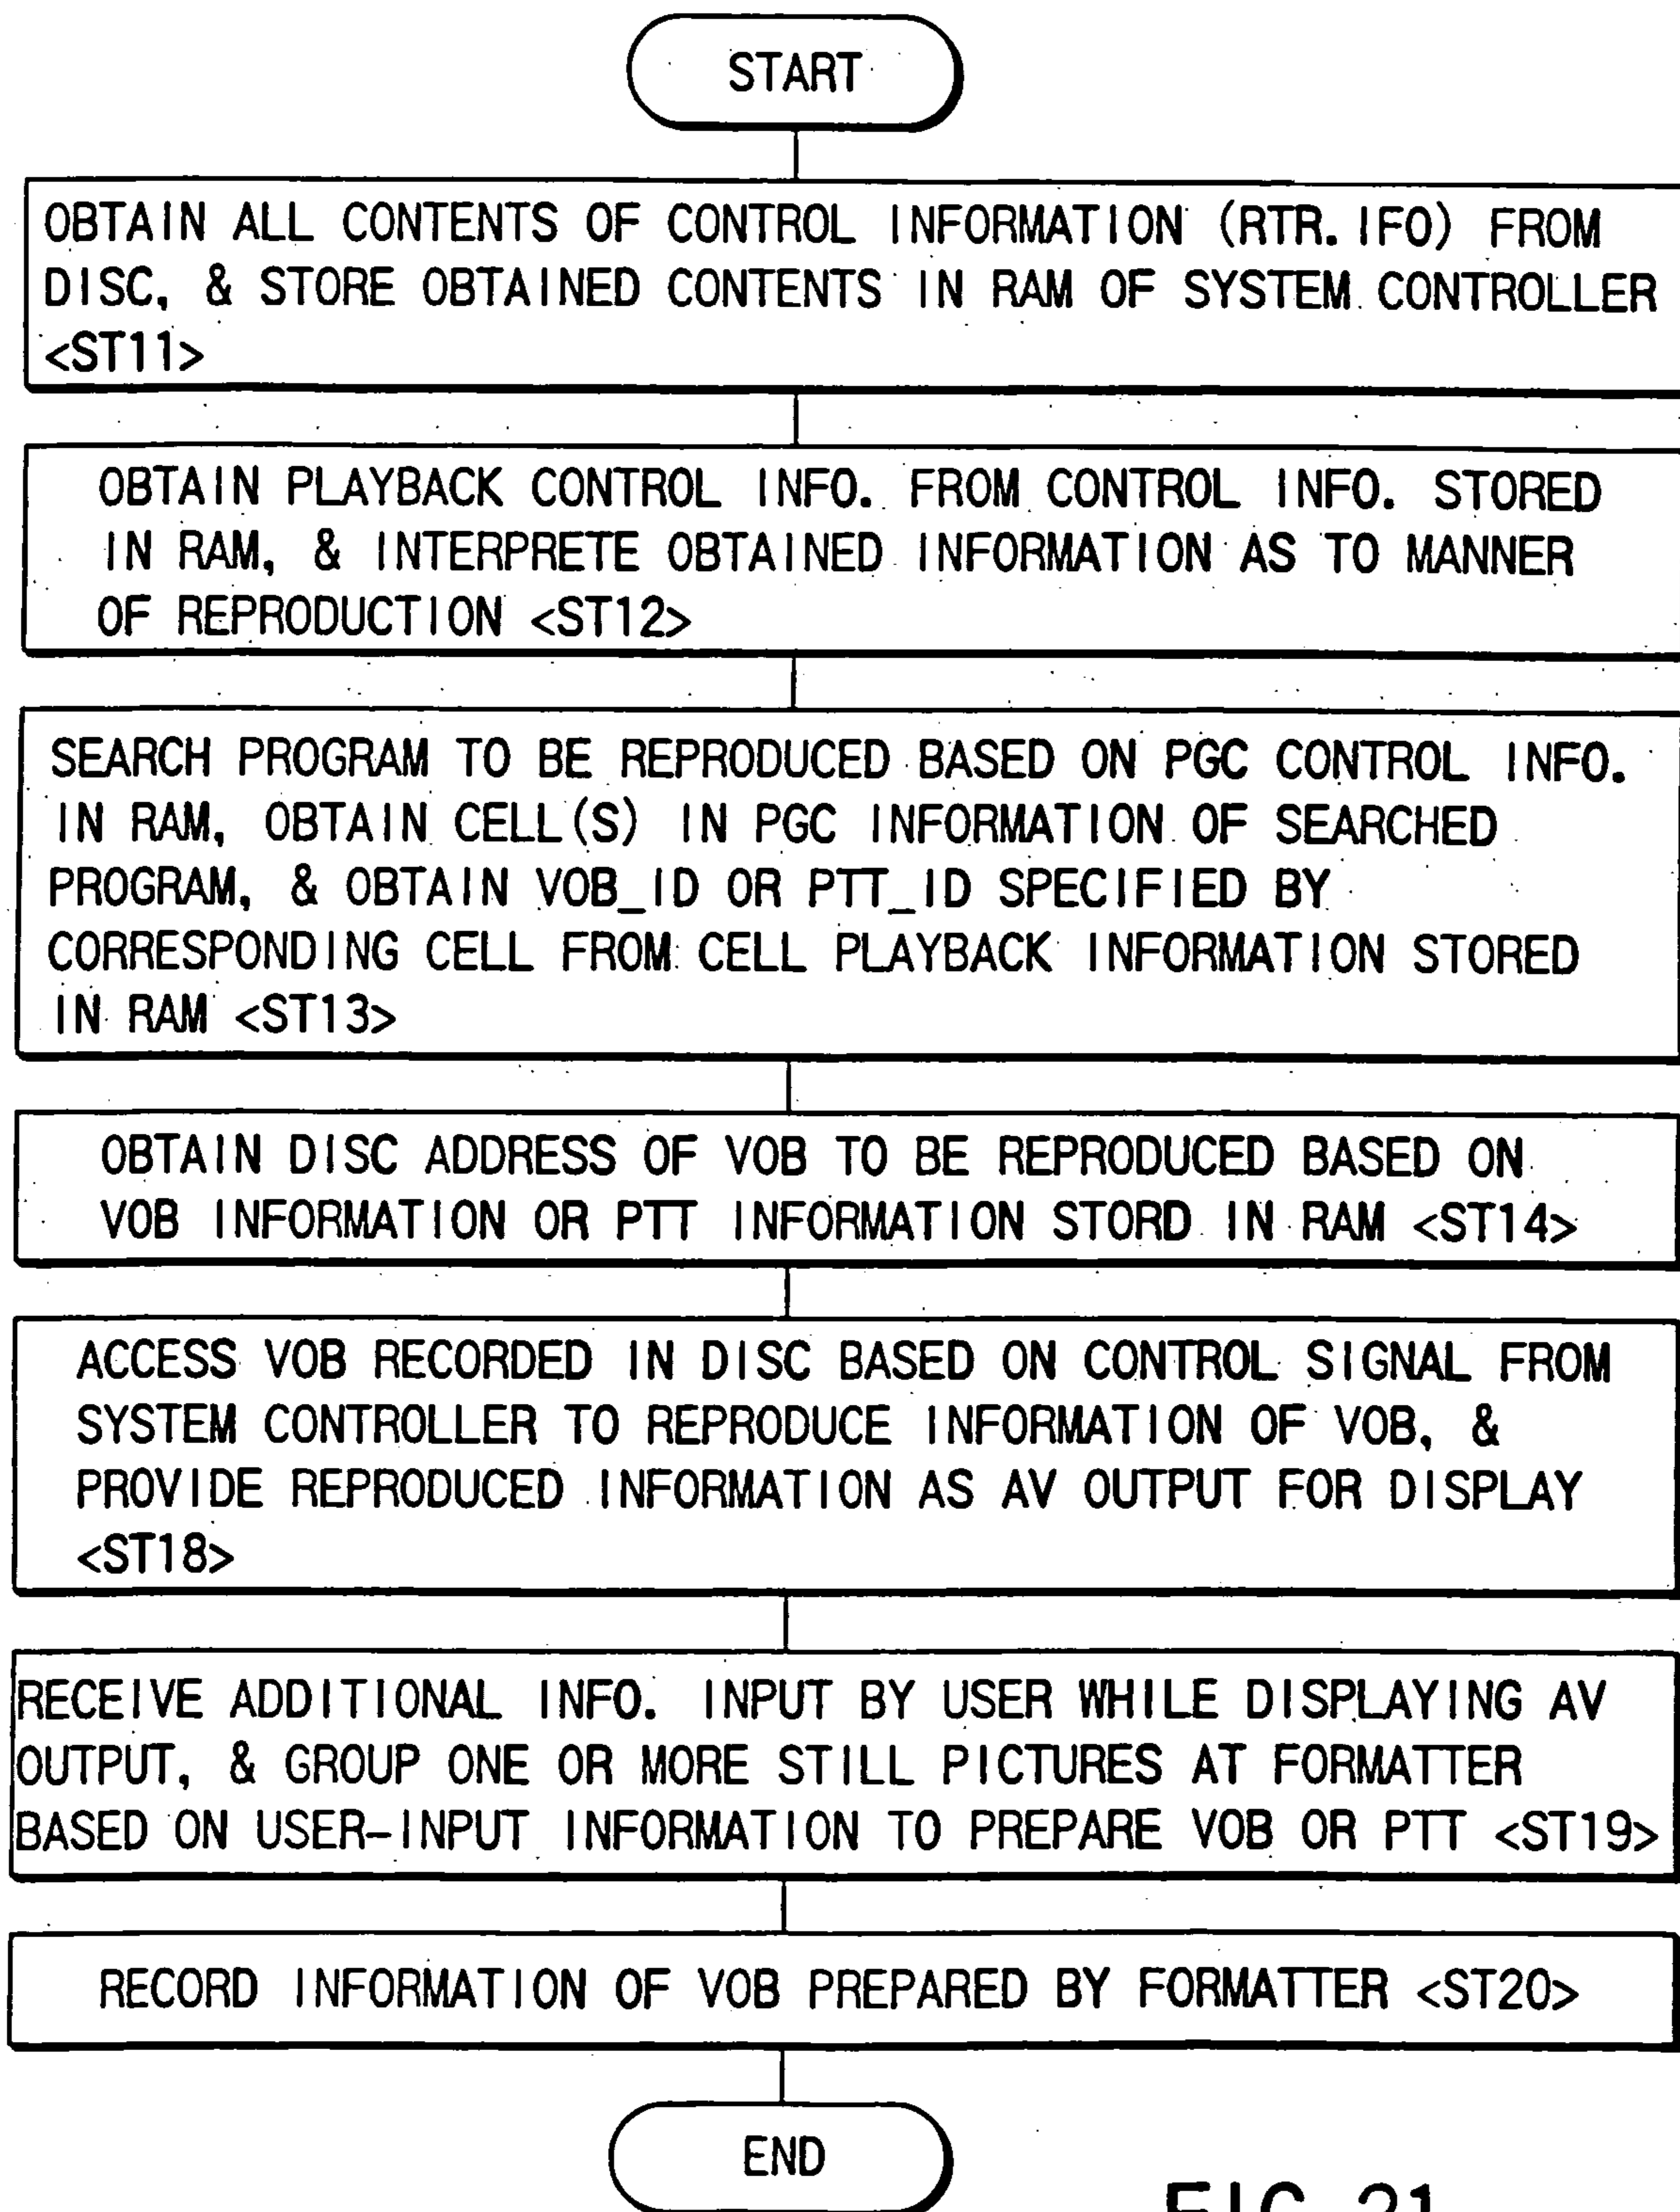 START
OBTAIN ALL CONTENTS OF CONTROL INFORMATION (RTR.IFO) FROM
DISC, & STORE OBTAINED CONTENTS IN RAM OF SYSTEM CONTROLLER
<ST11>
OBTAIN PLAYBACK CONTROL INFO. FROM CONTROL INFO. STORED
IN RAM, & INTERPRETE OBTAINED INFORMATION AS TO MANNER
OF REPRODUCTION <ST12>
SEARCH PROGRAM TO BE REPRODUCED BASED ON PGC CONTROL INFO.
IN RAM, OBTAIN CELL(S) IN PGC INFORMATION OF SEARCHED
PROGRAM, & OBTAIN VOB_ID OR PTT_ID SPECIFIED BY
CORRESPONDING CELL FROM CELL PLAYBACK INFORMATION STORED
IN RAM <ST13>
OBTAIN DISC ADDRESS OF VOB TO BE REPRODUCED BASED ON
VOB INFORMATION OR PTT INFORMATION STORD IN RAM <ST14>
ACCESS VOB RECORDED IN DISC BASED ON CONTROL SIGNAL FROM
SYSTEM CONTROLLER TO REPRODUCE INFORMATION OF VOB, &
PROVIDE REPRODUCED INFORMATION AS AV OUTPUT FOR DISPLAY
<ST18>
RECEIVE ADDITIONAL INFO. INPUT BY USER WHILE DISPLAYING AV
OUTPUT, & GROUP ONE OR MORE STILL PICTURES AT FORMATTER
BASED ON USER-INPUT INFORMATION TO PREPARE VOB OR PTT <ST19>
RECORD INFORMATION OF VOB PREPARED BY FORMATTER <ST20>
END
FIG. 21